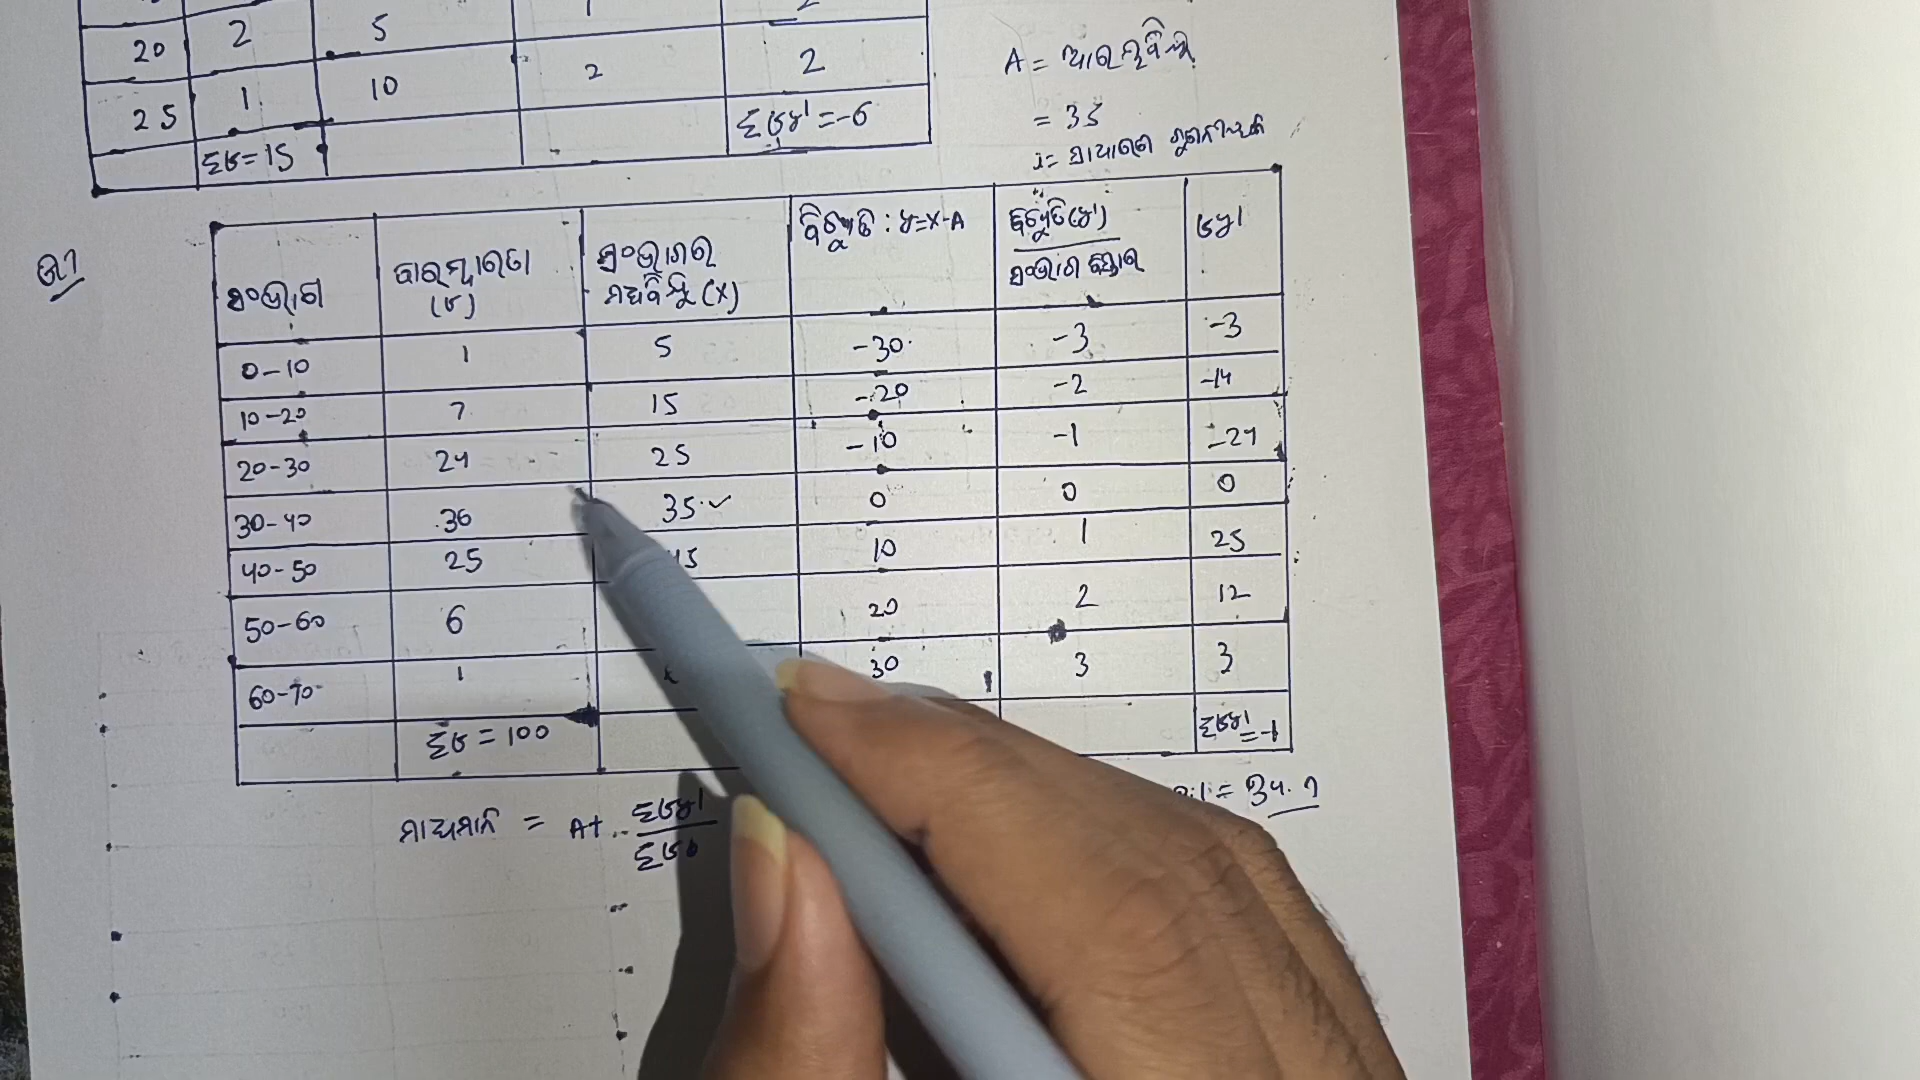 20 2 5
25 1 10 2 2
Σf=15 Σfy'=-6
A = ଆରମ୍ଭବିନ୍ଦୁ
= 35
i= ସାଧାରଣ ଗୁଣନୀୟକ
ଉ୩
ସଂଭାଗ ବାରମ୍ବାରତା (f) ସଂଭାଗର ମଧ୍ୟବିନ୍ଦୁ (x) ବିଚ୍ୟୁତି : y=x-A ବିଚ୍ୟୁତି(y') ସଂଭାଗ ବିସ୍ତାର fy'
0-10 1 5 -30 -3 -3
10-20 7 15 -20 -2 -14
20-30 24 25 -10 -1 -24
30-40 36 35 ✓ 0 0 0
40-50 25 10 1 25
50-60 6 20 2 12
60-70 1 30 3 3
Σf = 100 Σfy' = -1
ମାଧ୍ୟମାନ = A+ Σfy' / Σf
= ୩୪.୨